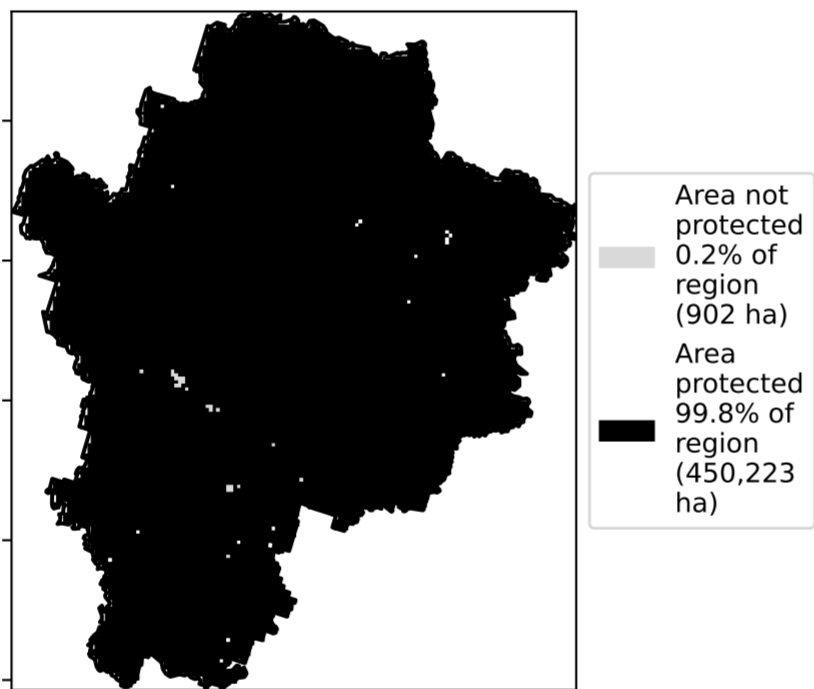 Area not
protected
0.2% of
region
(902 ha)
Area
protected
99.8% of
region
(450,223
ha)